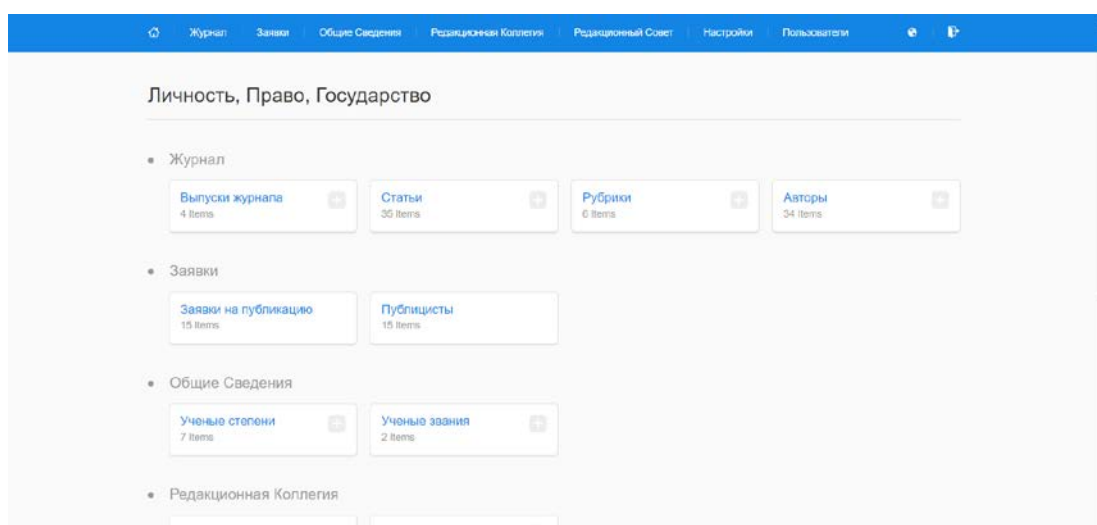 Журнал Заявки Общие Сведения Редакционная Коллегия Редакционный Совет Настройки Пользователи
Личность, Право, Государство
Журнал
Выпуски журнала Статьи Рубрики Авторы
4 Items 35 Items 6 Items 34 Items
Заявки
Заявки на публикацию Публицисты
15 Items 15 Items
Общие Сведения
Ученые степени Ученые звания
7 Items 2 Items
Редакционная Коллегия